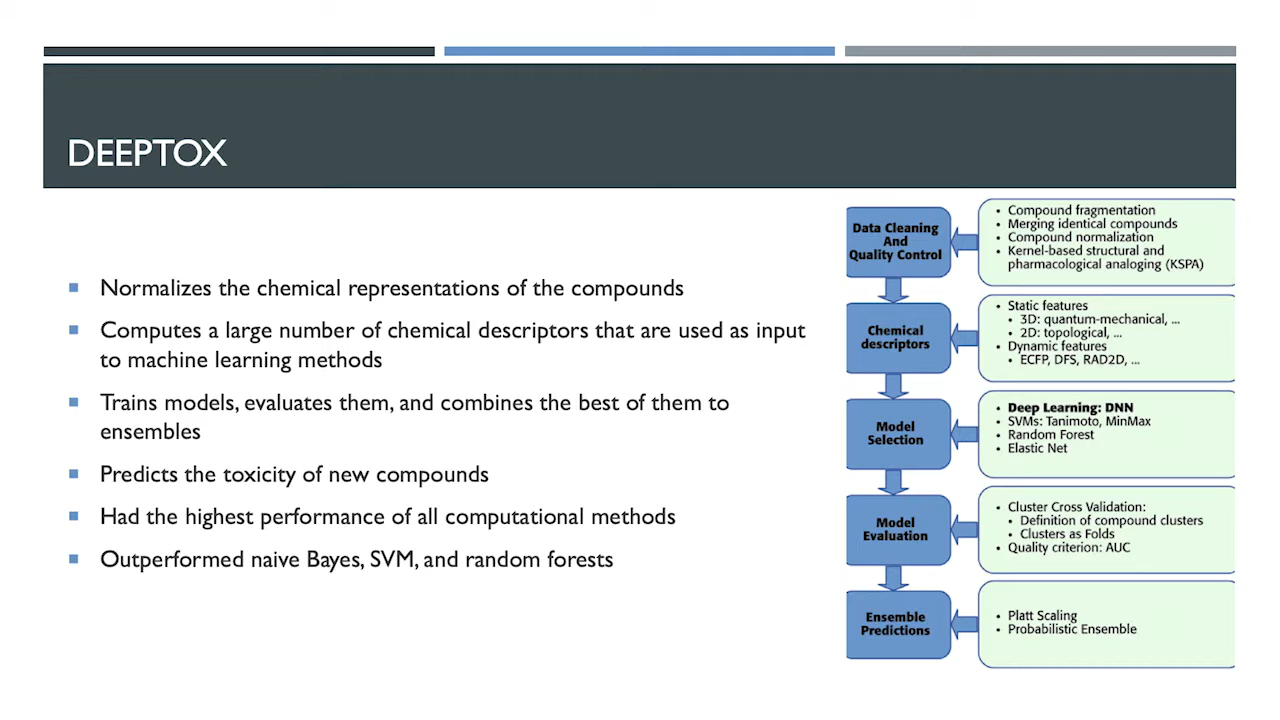 DEEPTOX
Normalizes the chemical representations of the compounds
Computes a large number of chemical descriptors that are used as input
to machine learning methods
Trains models, evaluates them, and combines the best of them to
ensembles
Predicts the toxicity of new compounds
Had the highest performance of all computational methods
Outperformed naive Bayes, SVM, and random forests
Data Cleaning
And
Quality Control
• Compound fragmentation
• Merging identical compounds
• Compound normalization
• Kernel-based structural and
pharmacological analoging (KSPA)
Chemical
descriptors
• Static features
• 3D: quantum-mechanical, ...
• 2D: topological, ...
• Dynamic features
• ECFP, DFS, RAD2D, ...
Model
Selection
• Deep Learning: DNN
• SVMs: Tanimoto, MinMax
• Random Forest
• Elastic Net
Model
Evaluation
• Cluster Cross Validation:
• Definition of compound clusters
• Clusters as Folds
• Quality criterion: AUC
Ensemble
Predictions
• Platt Scaling
• Probabilistic Ensemble